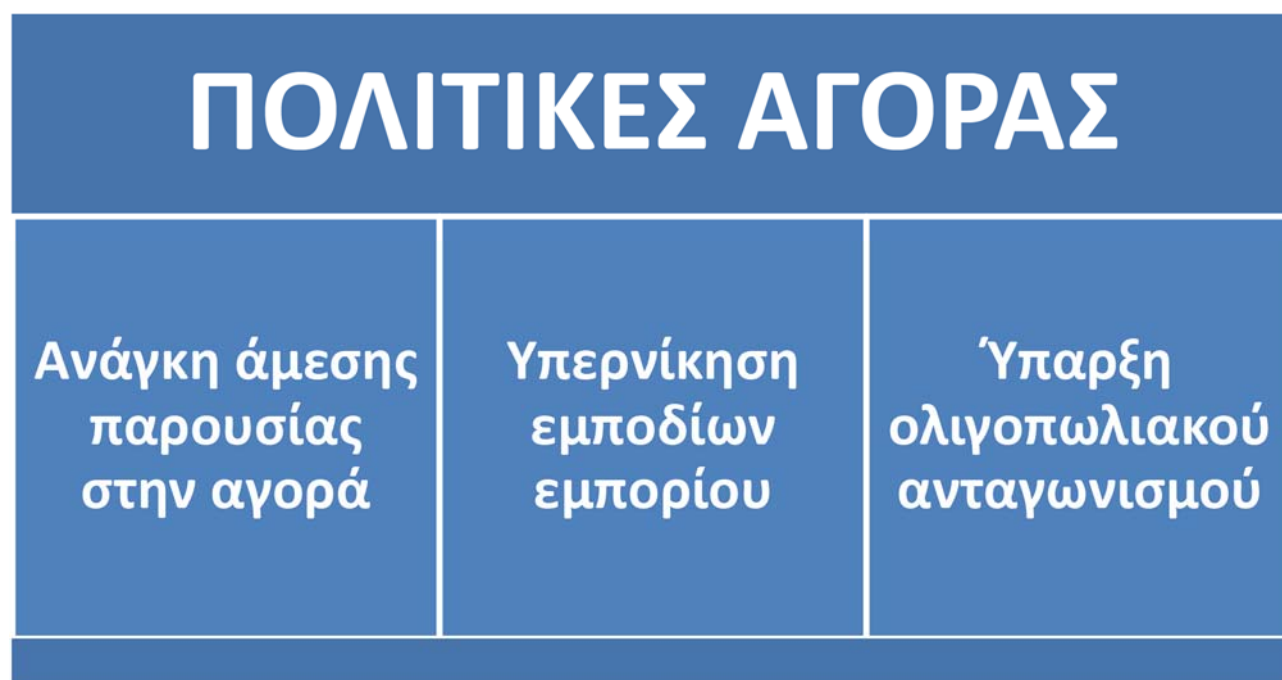 ΠΟΛΙΤΙΚΕΣ ΑΓΟΡΑΣ
Ανάγκη άμεσης
παρουσίας
στην αγορά
Υπερνίκηση
εμποδίων
εμπορίου
Ύπαρξη
ολιγοπωλιακού
ανταγωνισμού